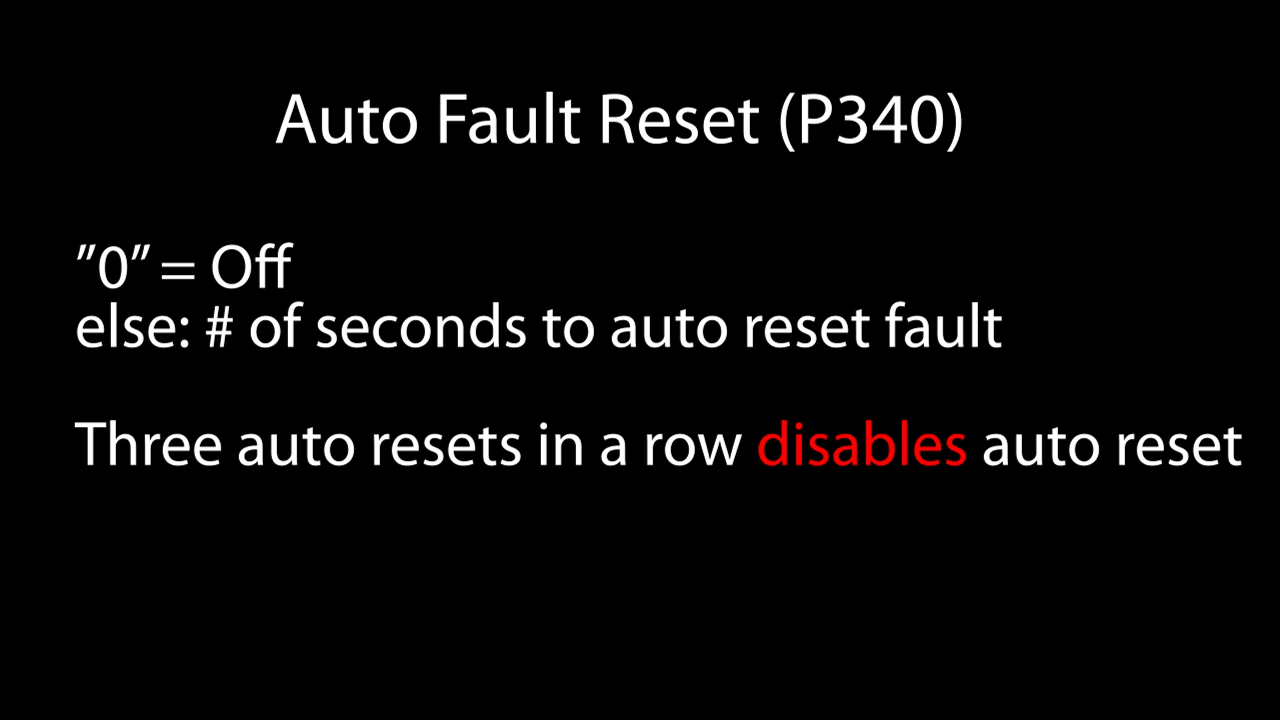 Auto Fault Reset (P340)
”0” = Off
else: # of seconds to auto reset fault
Three auto resets in a row disables auto reset